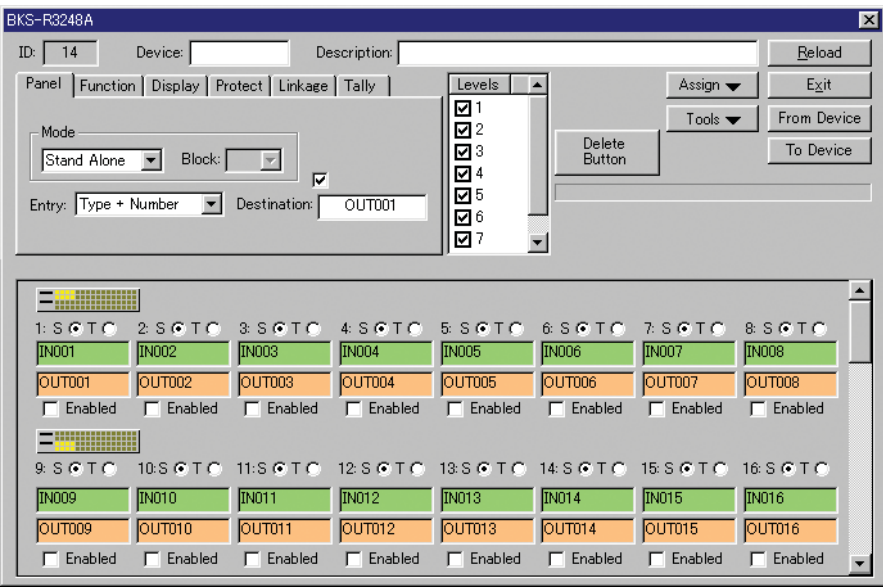 BKS-R3248A
ID: 14 Device: Description: Reload
Panel Function Display Protect Linkage Tally Levels Assign Exit
1
Mode Tools From Device
2
Stand Alone Block: 3 Delete Button To Device
4
Entry: Type + Number Destination: OUT001 5
6
7
1: S T 2: S T 3: S T 4: S T 5: S T 6: S T 7: S T 8: S T
IN001 IN002 IN003 IN004 IN005 IN006 IN007 IN008
OUT001 OUT002 OUT003 OUT004 OUT005 OUT006 OUT007 OUT008
Enabled Enabled Enabled Enabled Enabled Enabled Enabled Enabled
9: S T 10:S T 11:S T 12: S T 13: S T 14: S T 15: S T 16: S T
IN009 IN010 IN011 IN012 IN013 IN014 IN015 IN016
OUT009 OUT010 OUT011 OUT012 OUT013 OUT014 OUT015 OUT016
Enabled Enabled Enabled Enabled Enabled Enabled Enabled Enabled